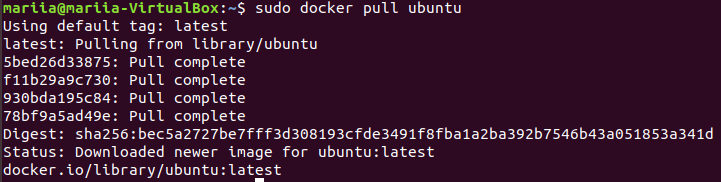 mariia@mariia-VirtualBox:~$ sudo docker pull ubuntu
Using default tag: latest
latest: Pulling from library/ubuntu
5bed26d33875: Pull complete
f11b29a9c730: Pull complete
930bda195c84: Pull complete
78bf9a5ad49e: Pull complete
Digest: sha256:bec5a2727be7fff3d308193cfde3491f8fba1a2ba392b7546b43a051853a341d
Status: Downloaded newer image for ubuntu:latest
docker.io/library/ubuntu:latest